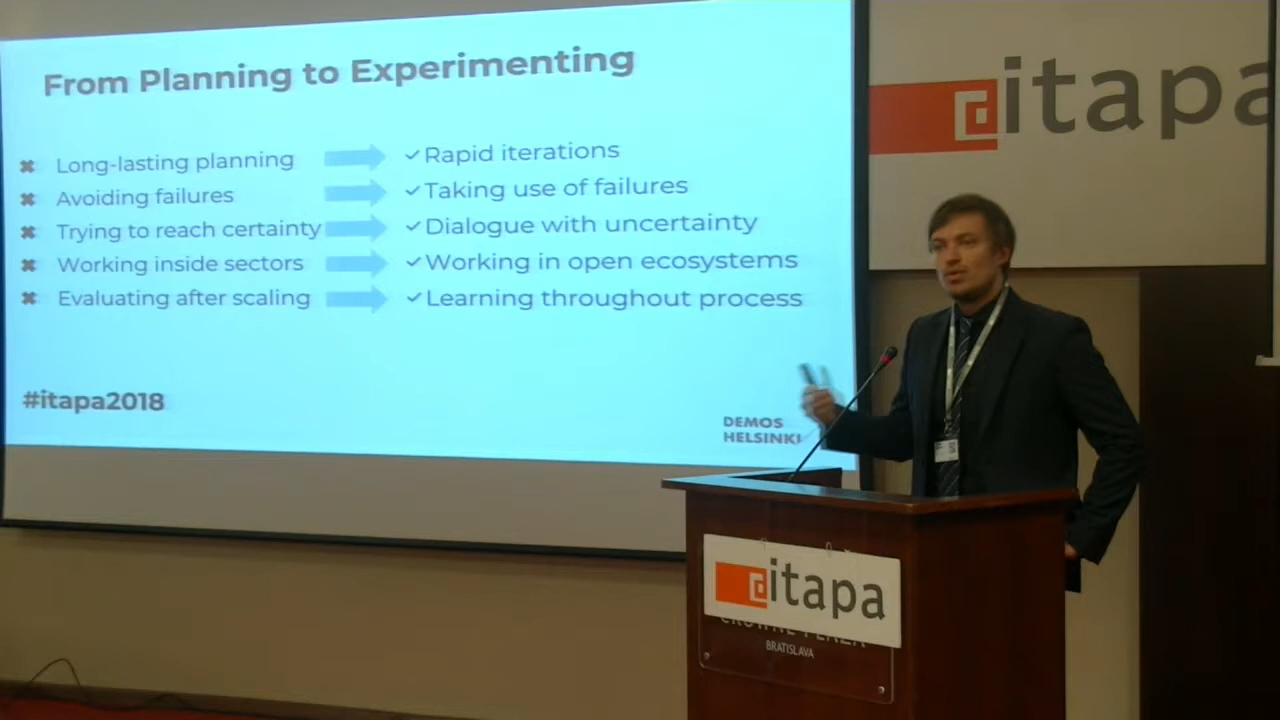 From Planning to Experimenting
✖ Long-lasting planning ✓ Rapid iterations
✖ Avoiding failures ✓ Taking use of failures
✖ Trying to reach certainty ✓ Dialogue with uncertainty
✖ Working inside sectors ✓ Working in open ecosystems
✖ Evaluating after scaling ✓ Learning throughout process
#itapa2018
DEMOS
HELSINKI
itapa
itapa
BRATISLAVA